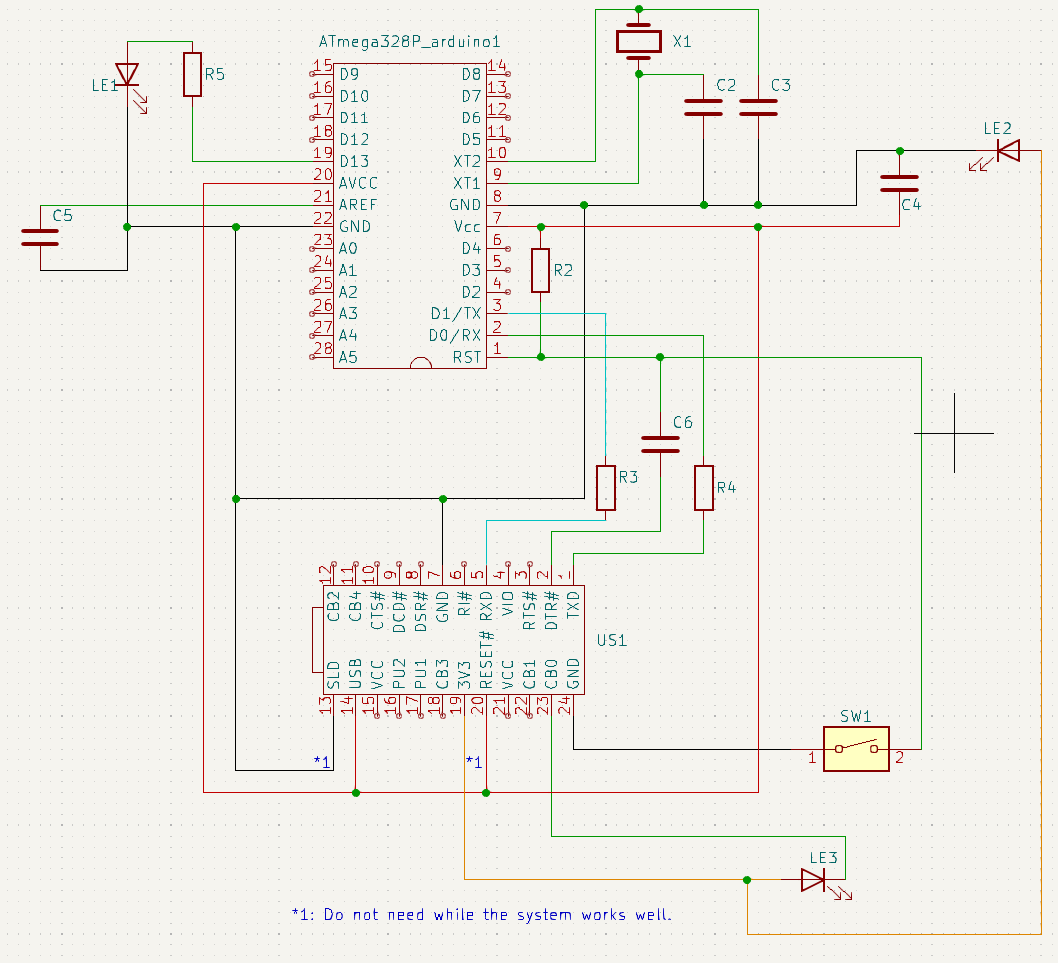 ATmega328P_arduino1
X1
LE1
R5
C2
C3
LE2
C4
C5
15 D9 D8 14
16 D10 D7 13
17 D11 D6 12
18 D12 D5 11
19 D13 XT2 10
20 AVCC XT1 9
21 AREF GND 8
22 GND Vcc 7
23 A0 D4 6
24 A1 D3 5
25 A2 D2 4
26 A3 D1/TX 3
27 A4 D0/RX 2
28 A5 RST 1
R2
C6
R3
R4
12 11 10 9 8 7 6 5 4 3 2 1
CB2 CB4 CTS# DCD# DSR# GND RI# RXD VIO RTS# DTR# TXD
US1
SLD USB VCC PU2 PU1 CB3 3V3 RESET# VCC CB1 CB0 GND
13 14 15 16 17 18 19 20 21 22 23 24
SW1
1 2
*1 *1
LE3
*1: Do not need while the system works well.